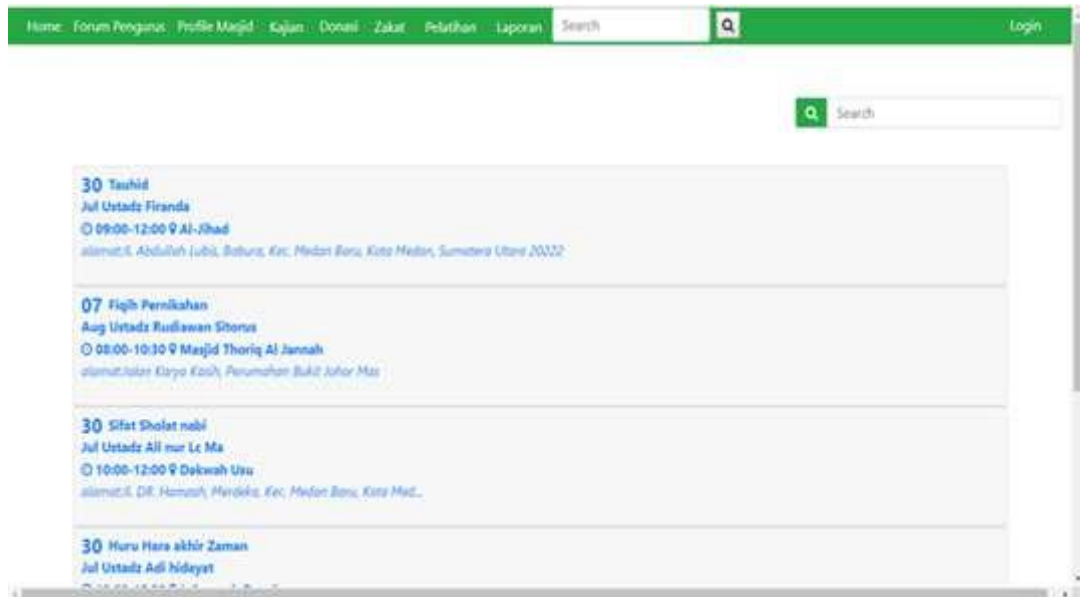 Home Forum Pengurus Profile Masjid Kajian Donasi Zakat Pelatihan Laporan Search Login
Search
30 Tauhid
Jul Ustadz Firanda
09:00-12:00 Al-Jihad
alamat:Jl. Abdullah Lubis, Babura, Kec. Medan Baru, Kota Medan, Sumatera Utara 20222
07 Fiqih Pernikahan
Aug Ustadz Rudiawan Sitorus
08:00-10:30 Masjid Thoriq Al Jannah
alamat:Jalan Karya Kasih, Perumahan Bukit Johor Mas
30 Sifat Sholat nabi
Jul Ustadz Ali nur Lc Ma
10:00-12:00 Dakwah Usu
alamat:Jl. DR. Hamzah, Merdeka, Kec. Medan Baru, Kota Med...
30 Huru Hara akhir Zaman
Jul Ustadz Adi hidayat